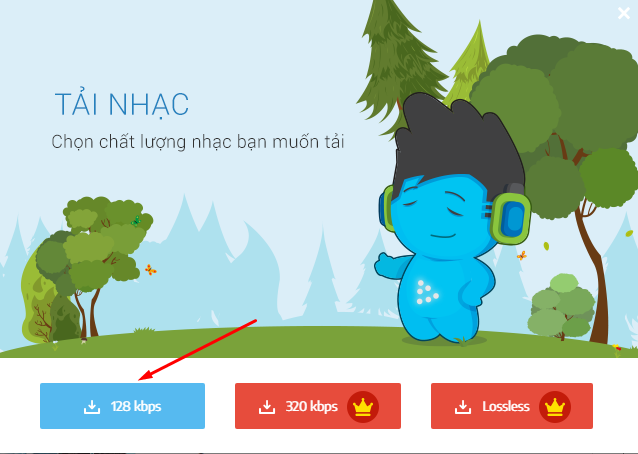 TẢI NHẠC
Chọn chất lượng nhạc bạn muốn tải
128 kbps
320 kbps
Lossless